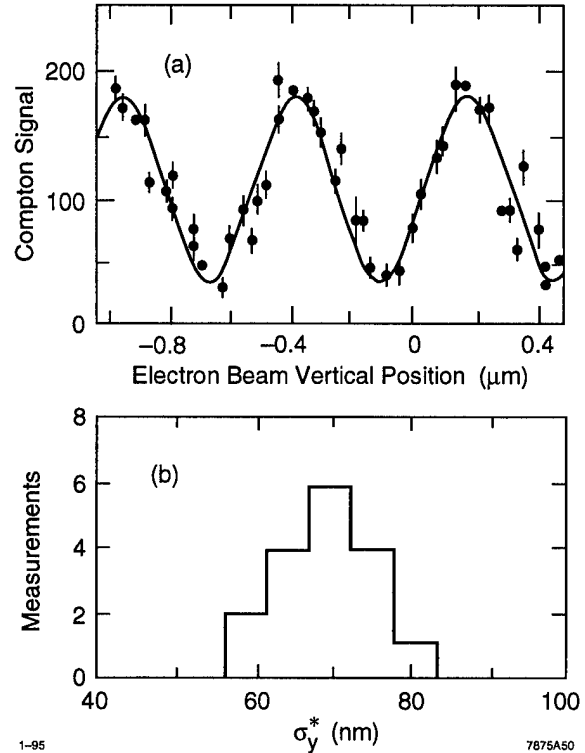 (a)
200
100
0
Compton Signal
−0.8 −0.4 0 0.4
Electron Beam Vertical Position (μm)
(b)
8
6
4
2
0
Measurements
40 60 80 100
σ*y (nm)
1–95 7875A50